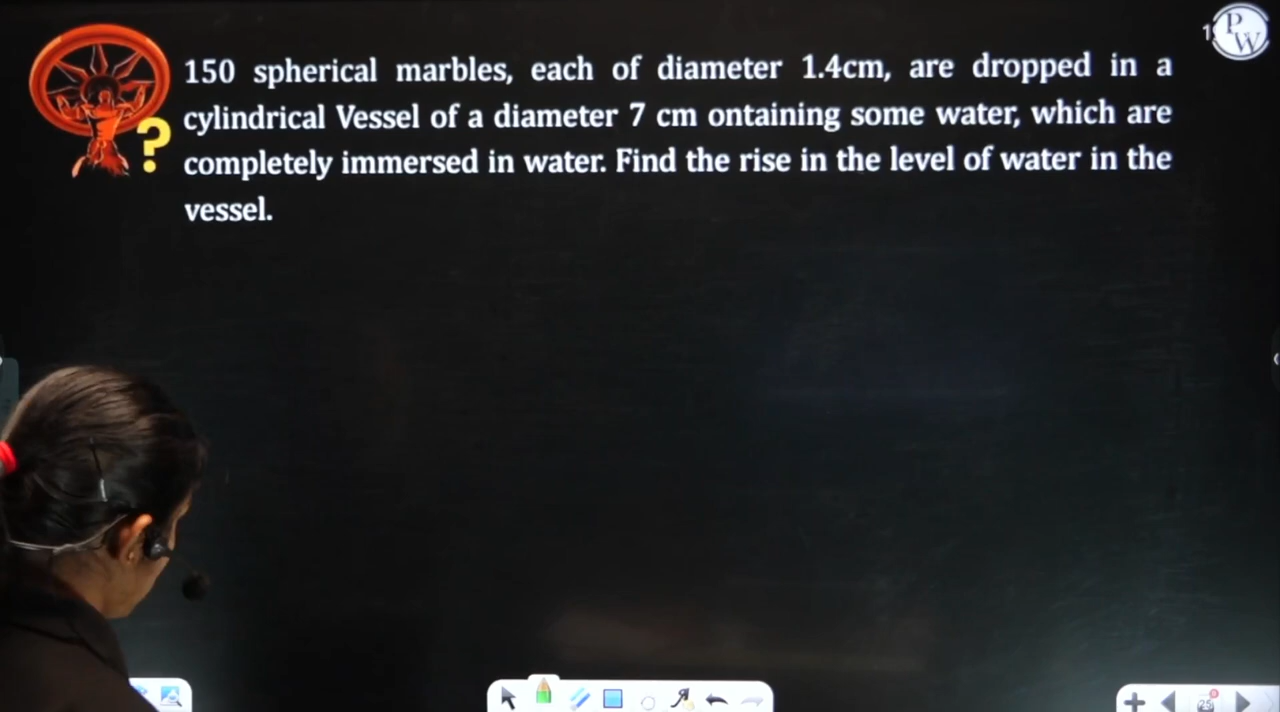 150 spherical marbles, each of diameter 1.4cm, are dropped in a
cylindrical Vessel of a diameter 7 cm ontaining some water, which are
completely immersed in water. Find the rise in the level of water in the
vessel.
?
PW